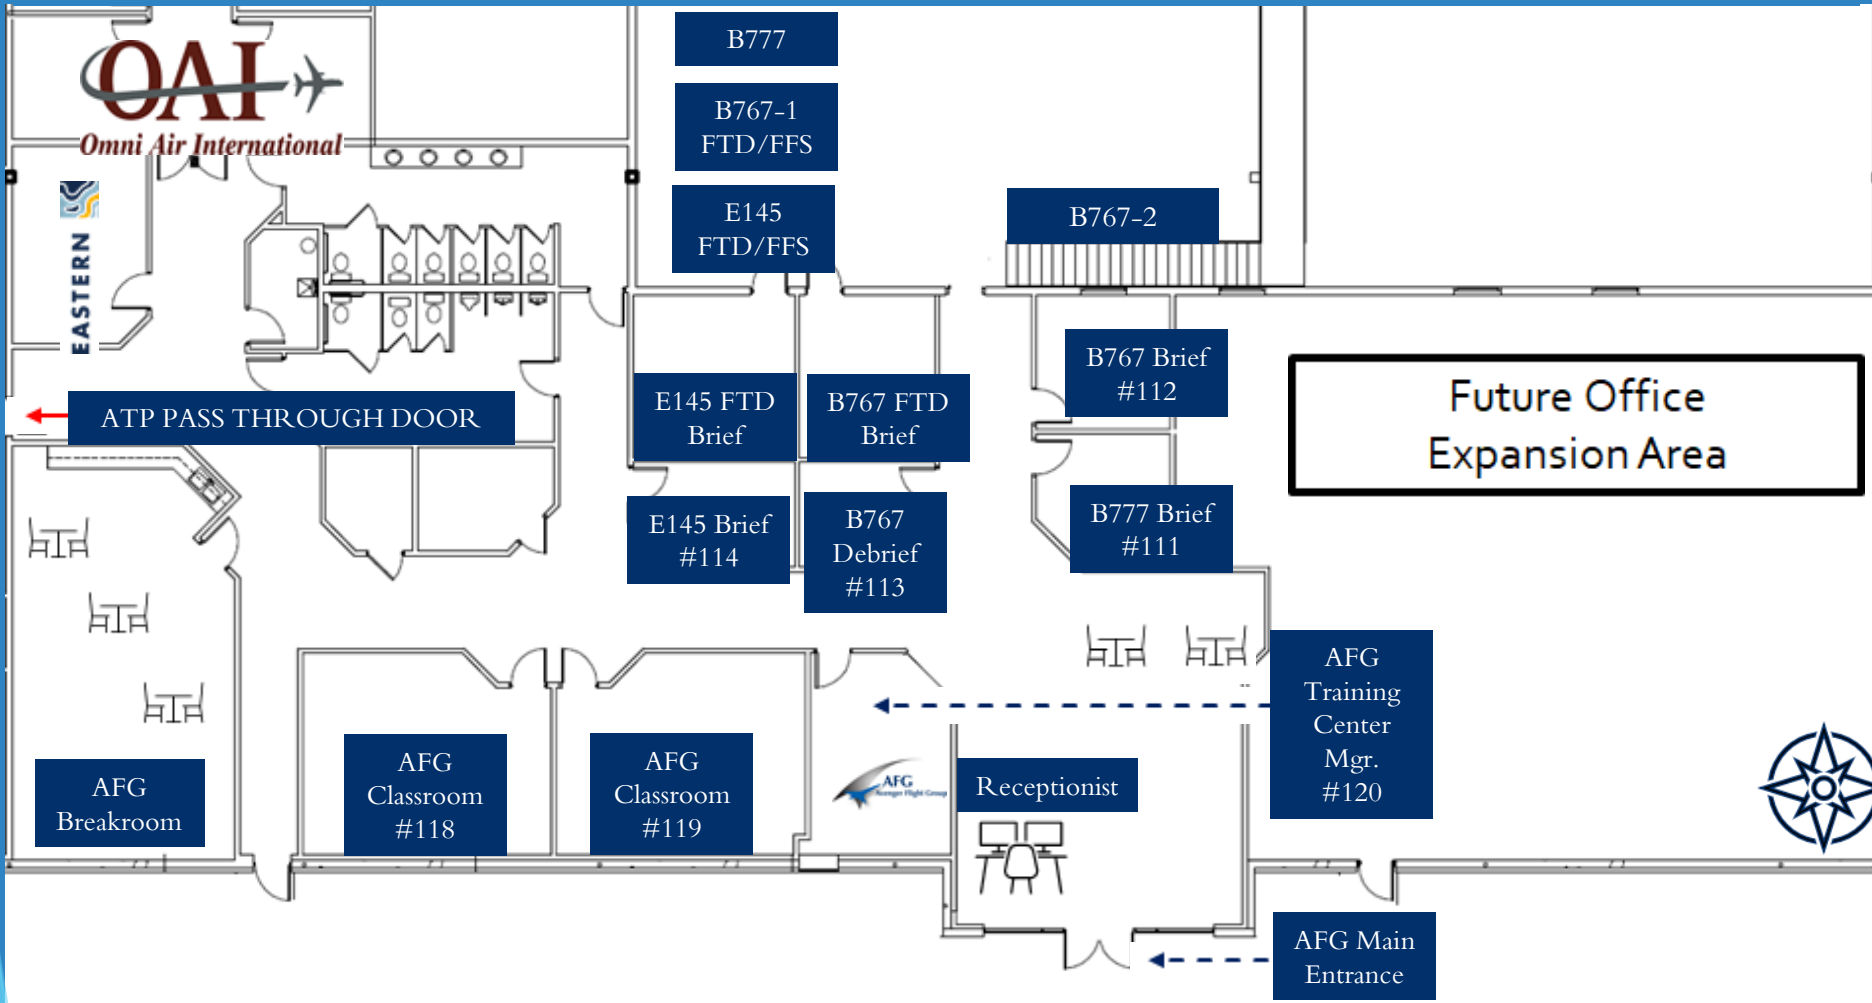 OAI
Omni Air International
B777
B767-1
FTD/FFS
E145
FTD/FFS
B767-2
EASTERN
ATP PASS THROUGH DOOR
E145 FTD
Brief
B767 FTD
Brief
B767 Brief
#112
Future Office
Expansion Area
E145 Brief
#114
B767
Debrief
#113
B777 Brief
#111
AFG
Training
Center
Mgr.
#120
AFG
Breakroom
AFG
Classroom
#118
AFG
Classroom
#119
AFG
Avenger Flight Group
Receptionist
AFG Main
Entrance